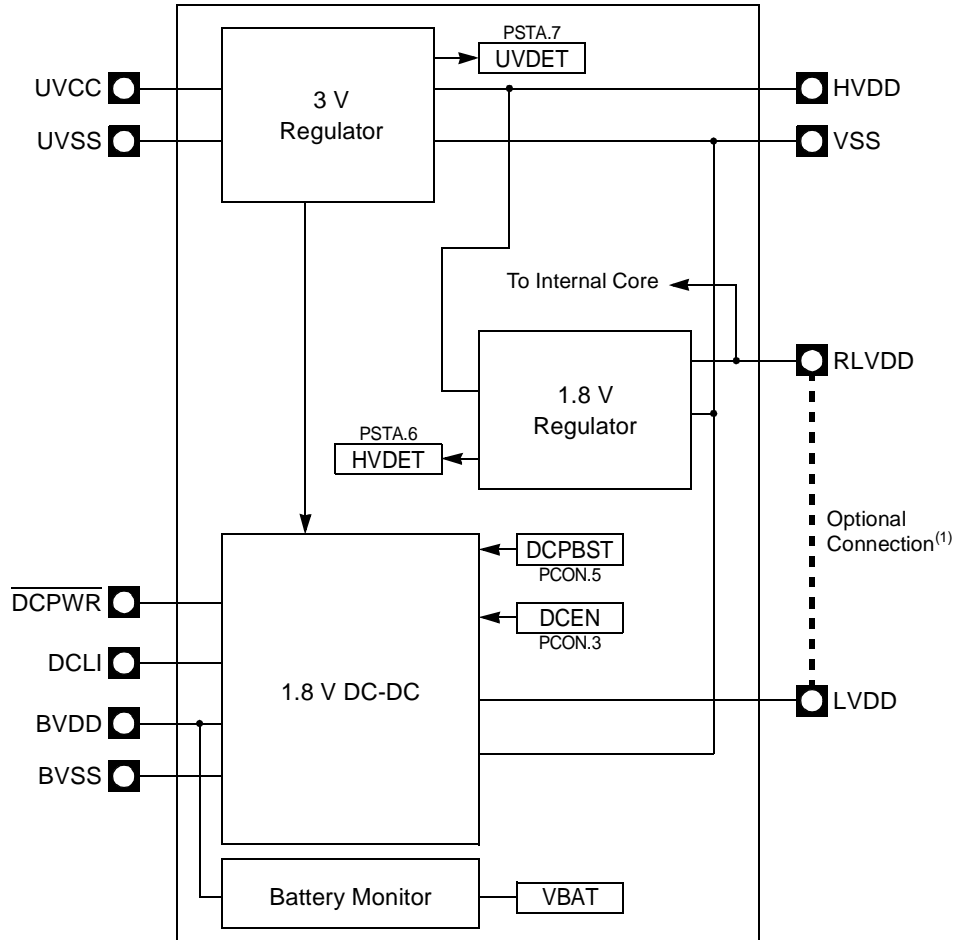 PSTA.7
UVDET
UVCC
3 V
Regulator
HVDD
UVSS
VSS
To Internal Core
RLVDD
1.8 V
Regulator
PSTA.6
HVDET
Optional
Connection(1)
DCPBST
PCON.5
DCPWR
DCEN
PCON.3
DCLI
1.8 V DC-DC
LVDD
BVDD
BVSS
Battery Monitor
VBAT